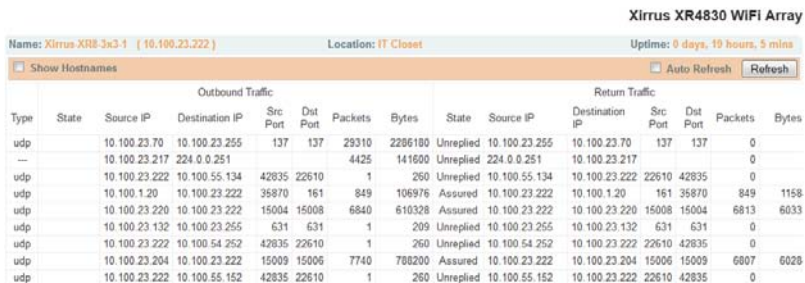 Xirrus XR4830 WiFi Array
Name: Xirrus-XR8-3x3-1 ( 10.100.23.222 ) Location: IT Closet Uptime: 0 days, 19 hours, 5 mins
Show Hostnames Auto Refresh Refresh
Outbound Traffic Return Traffic
Type State Source IP Destination IP Src Port Dst Port Packets Bytes State Source IP Destination IP Src Port Dst Port Packets Bytes
udp 10.100.23.70 10.100.23.255 137 137 29310 2286180 Unreplied 10.100.23.255 10.100.23.70 137 137 0
--- 10.100.23.217 224.0.0.251 4425 141600 Unreplied 224.0.0.251 10.100.23.217 0
udp 10.100.23.222 10.100.55.134 42835 22610 1 260 Unreplied 10.100.55.134 10.100.23.222 22610 42835 0
udp 10.100.1.20 10.100.23.222 35870 161 849 106976 Assured 10.100.23.222 10.100.1.20 161 35870 849 1158
udp 10.100.23.220 10.100.23.222 15004 15008 6840 610328 Assured 10.100.23.222 10.100.23.220 15008 15004 6813 6033
udp 10.100.23.132 10.100.23.255 631 631 1 209 Unreplied 10.100.23.255 10.100.23.132 631 631 0
udp 10.100.23.222 10.100.54.252 42835 22610 1 260 Unreplied 10.100.54.252 10.100.23.222 22610 42835 0
udp 10.100.23.204 10.100.23.222 15009 15006 7740 788200 Assured 10.100.23.222 10.100.23.204 15006 15009 6807 6028
udp 10.100.23.222 10.100.55.152 42835 22610 1 260 Unreplied 10.100.55.152 10.100.23.222 22610 42835 0